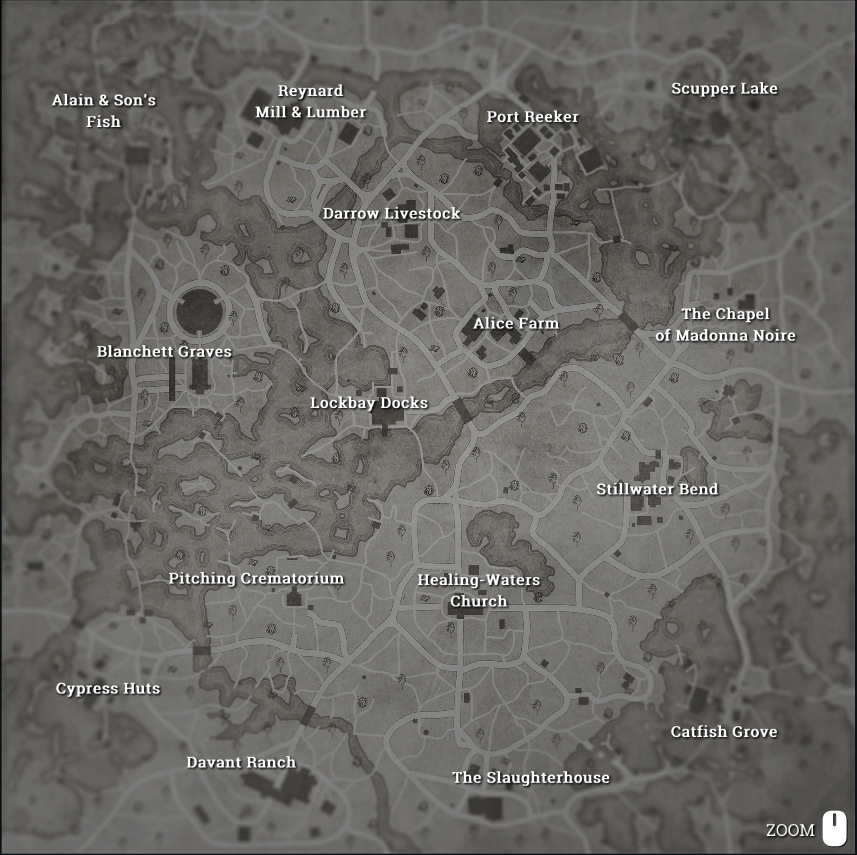 Scupper Lake
Reynard
Mill & Lumber
Alain & Son's
Fish
Port Reeker
Darrow Livestock
The Chapel
of Madonna Noire
Alice Farm
Blanchett Graves
Lockbay Docks
Stillwater Bend
Pitching Crematorium
Healing-Waters
Church
Cypress Huts
Catfish Grove
Davant Ranch
The Slaughterhouse
ZOOM